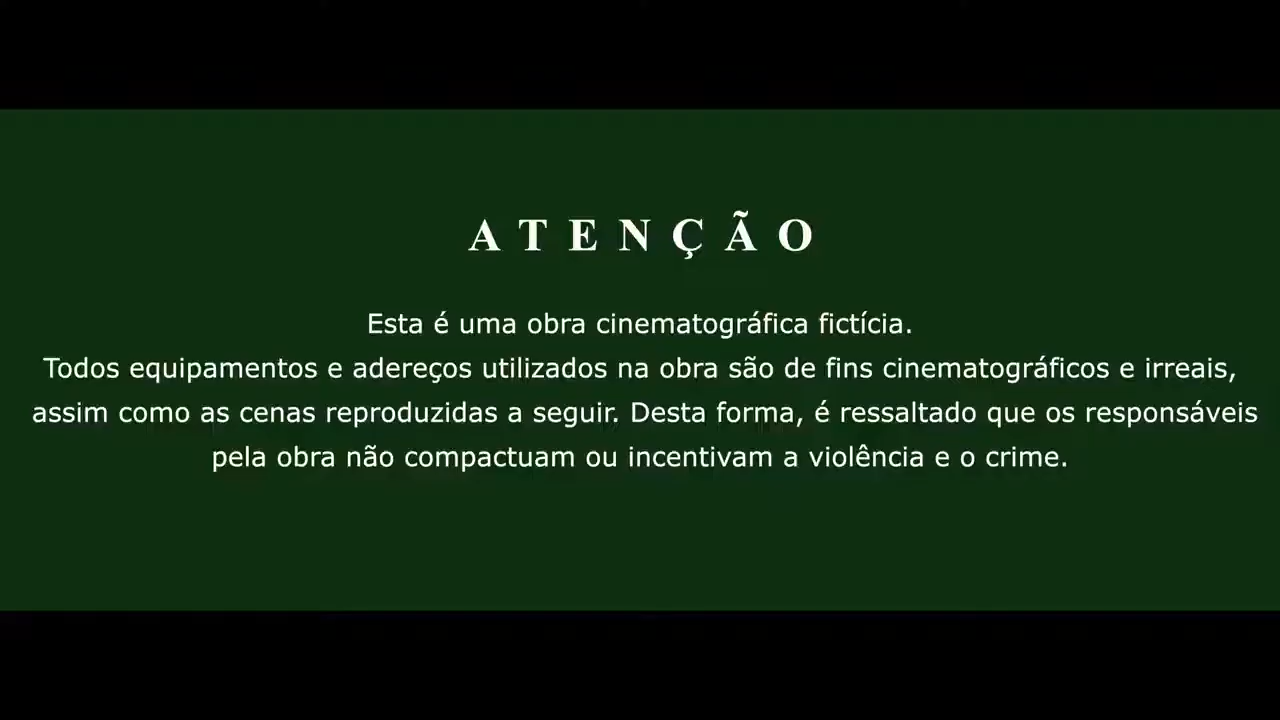 ATENÇÃO
Esta é uma obra cinematográfica fictícia.
Todos equipamentos e adereços utilizados na obra são de fins cinematográficos e irreais,
assim como as cenas reproduzidas a seguir. Desta forma, é ressaltado que os responsáveis
pela obra não compactuam ou incentivam a violência e o crime.